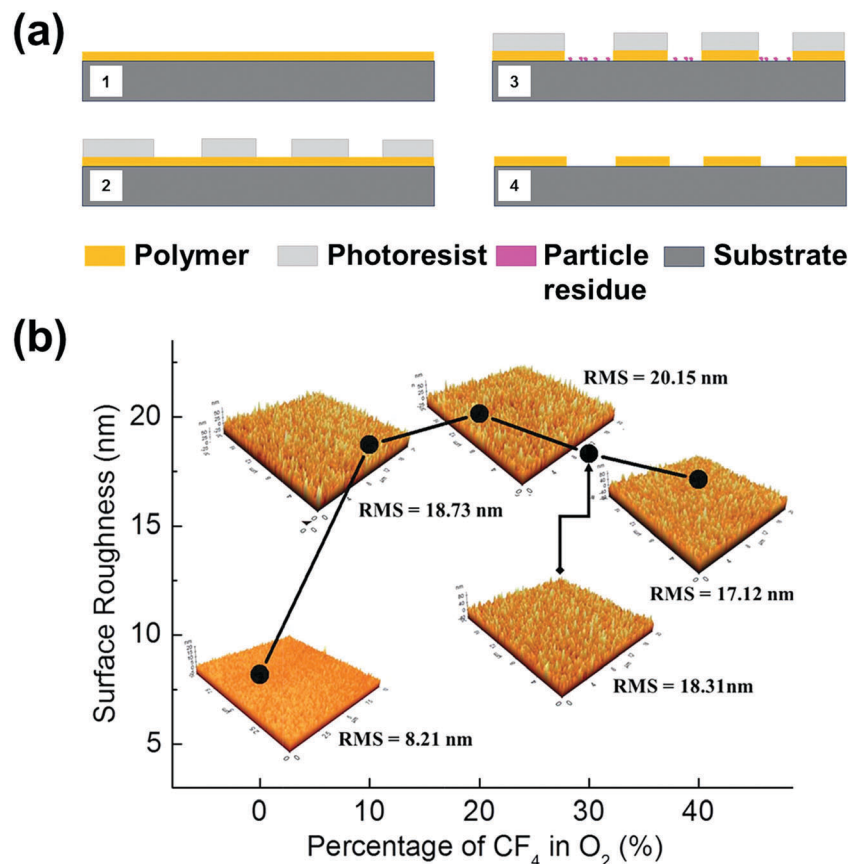 (a)
1
3
2
4
Polymer
Photoresist
Particle
residue
Substrate
(b)
Surface Roughness (nm)
20
15
10
5
RMS = 20.15 nm
RMS = 18.73 nm
RMS = 17.12 nm
RMS = 18.31nm
RMS = 8.21 nm
0 10 20 30 40
Percentage of CF₄ in O₂ (%)